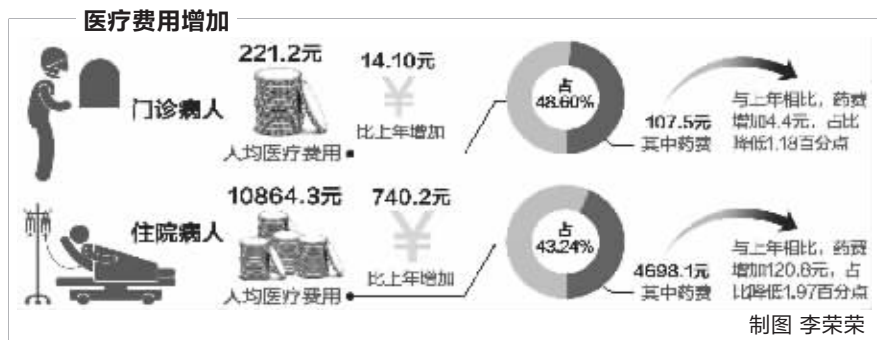 医疗费用增加
门诊病人
221.2元
人均医疗费用
14.10元
¥
比上年增加
占
48.60%
107.5元
其中药费
与上年相比，药费
增加4.4元，占比
降低1.18百分点
住院病人
10864.3元
人均医疗费用
740.2元
¥
比上年增加
占
43.24%
4698.1元
其中药费
与上年相比，药费
增加120.8元，占
比降低1.97百分点
制图 李荣荣